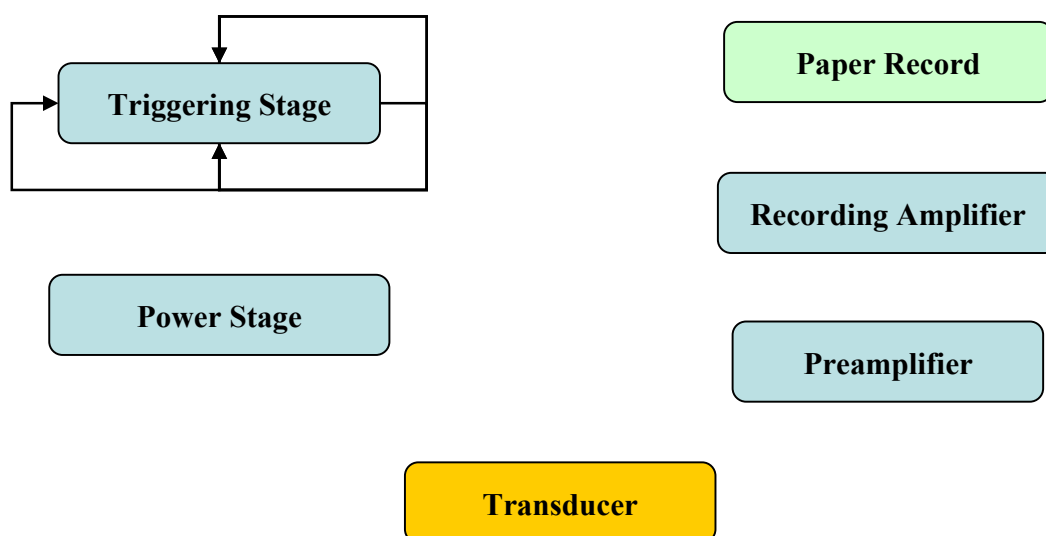 Triggering Stage
Paper Record
Recording Amplifier
Power Stage
Preamplifier
Transducer